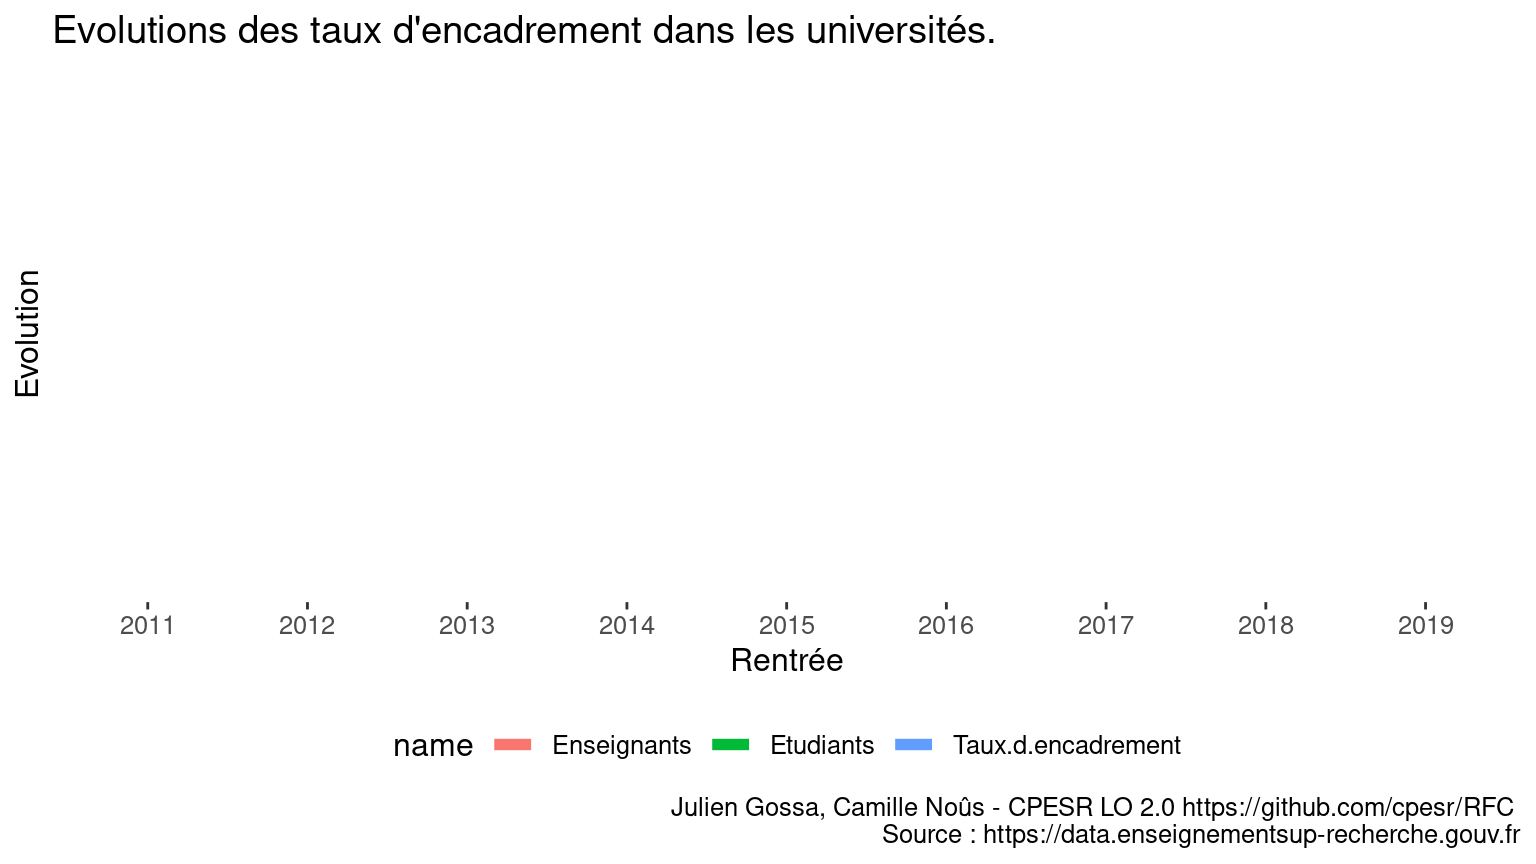 Evolutions des taux d'encadrement dans les universités.
Evolution
2011 2012 2013 2014 2015 2016 2017 2018 2019
Rentrée
name Enseignants Etudiants Taux.d.encadrement
Julien Gossa, Camille Noûs - CPESR LO 2.0 https://github.com/cpesr/RFC
Source : https://data.enseignementsup-recherche.gouv.fr